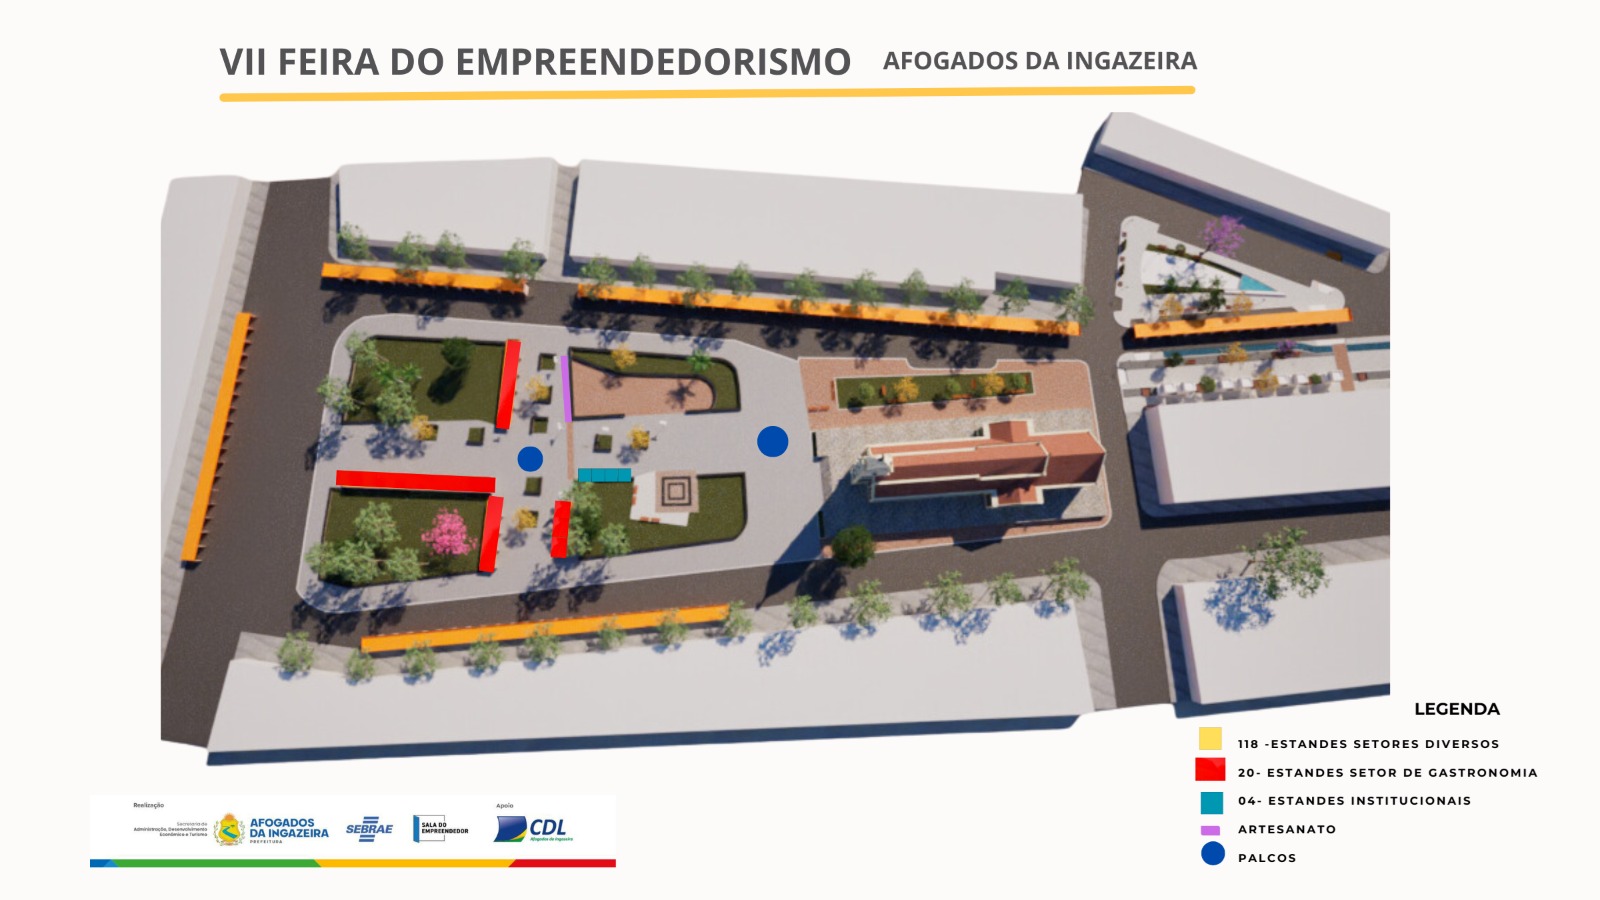 VII FEIRA DO EMPREENDEDORISMO AFOGADOS DA INGAZEIRA
LEGENDA
118 -ESTANDES SETORES DIVERSOS
20- ESTANDES SETOR DE GASTRONOMIA
04- ESTANDES INSTITUCIONAIS
ARTESANATO
PALCOS
Realização
Secretaria de
Administração, Desenvolvimento
Econômico e Turismo
AFOGADOS
DA INGAZEIRA
PREFEITURA
SEBRAE
SALA DO
EMPREENDEDOR
Apoio
CDL
Afogados da Ingazeira